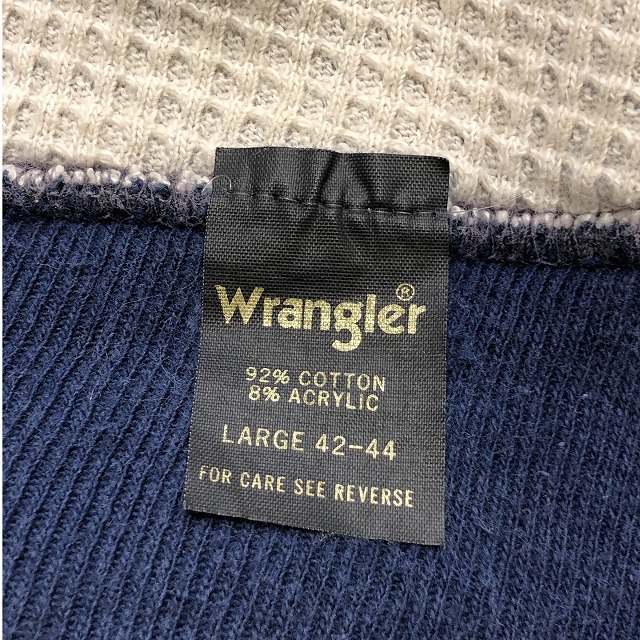 Wrangler®
92% COTTON
8% ACRYLIC
LARGE 42-44
FOR CARE SEE REVERSE